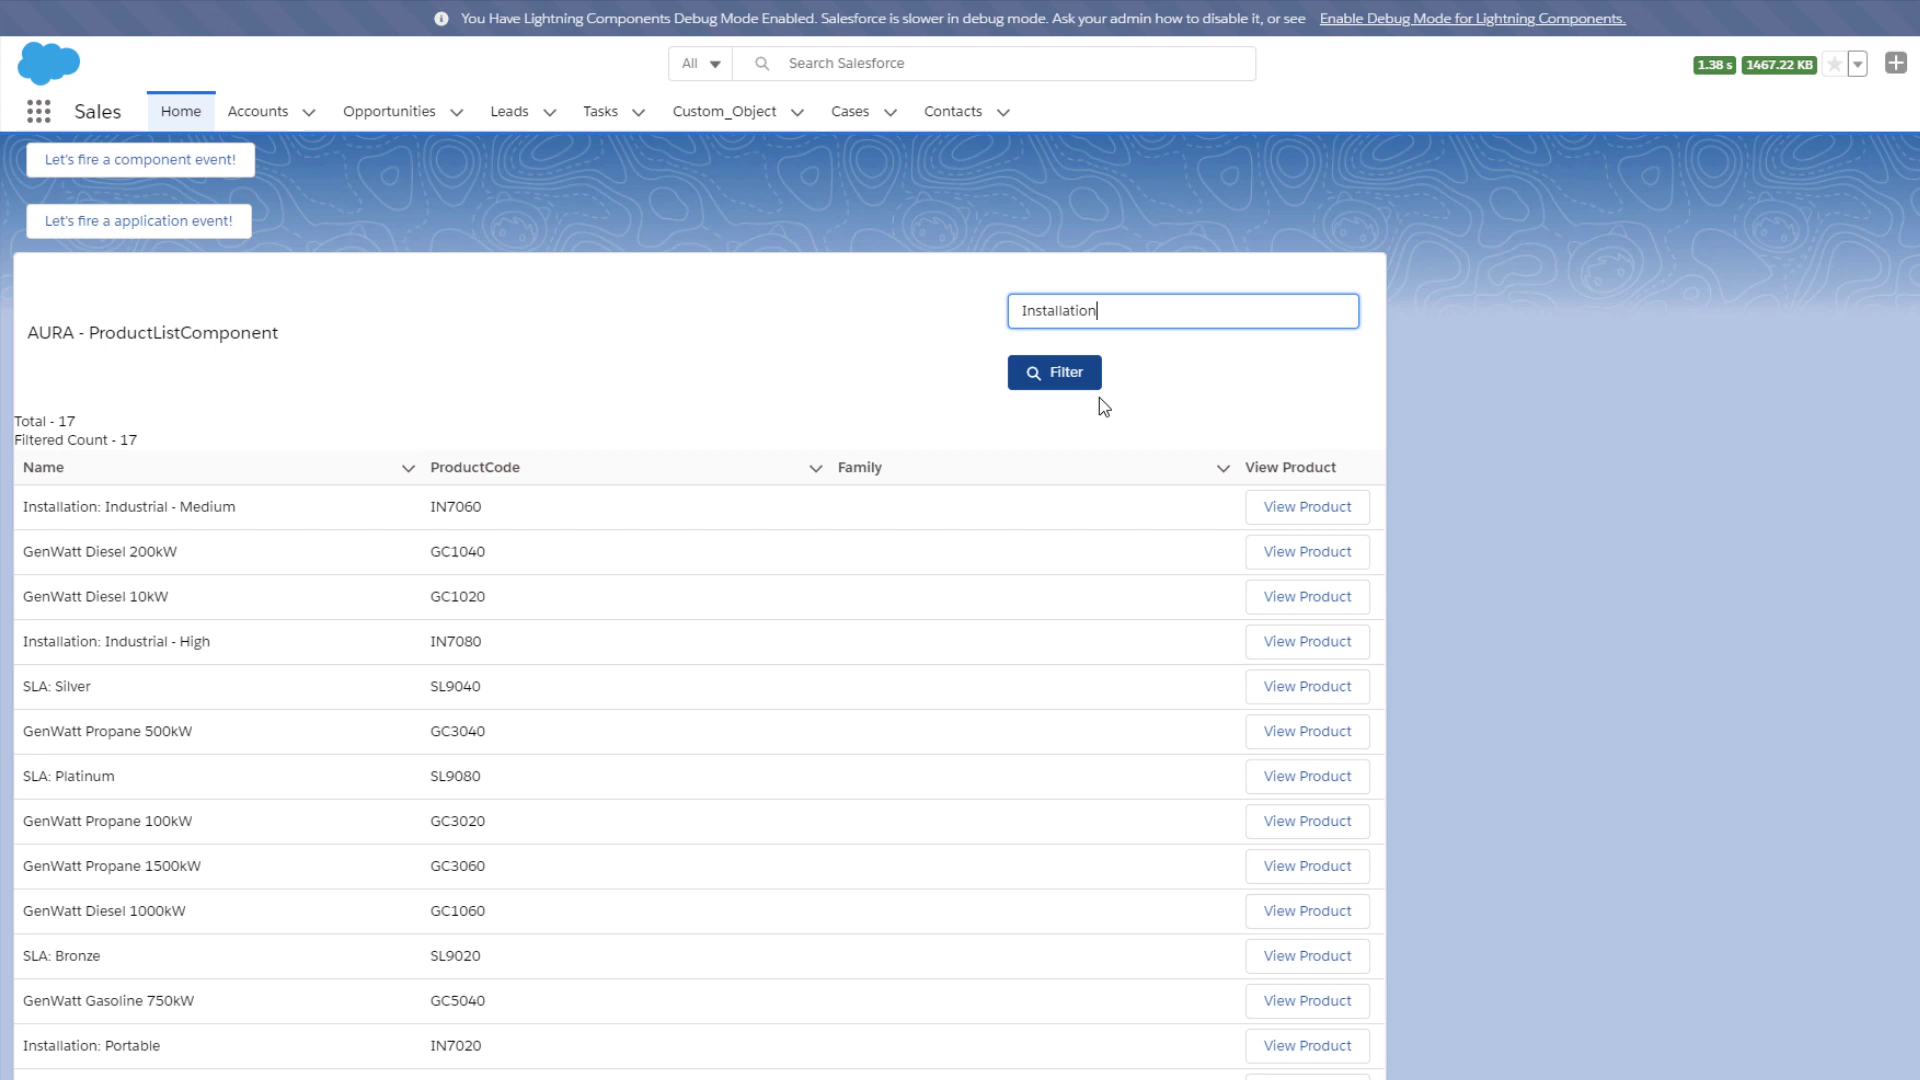 You Have Lightning Components Debug Mode Enabled. Salesforce is slower in debug mode. Ask your admin how to disable it, or see Enable Debug Mode for Lightning Components.
All Search Salesforce 1.38 s 1467.22 KB
Sales Home Accounts Opportunities Leads Tasks Custom_Object Cases Contacts
Let's fire a component event!
Let's fire a application event!
Installation
AURA - ProductListComponent
Filter
Total - 17
Filtered Count - 17
Name ProductCode Family View Product
Installation: Industrial - Medium IN7060 View Product
GenWatt Diesel 200kW GC1040 View Product
GenWatt Diesel 10kW GC1020 View Product
Installation: Industrial - High IN7080 View Product
SLA: Silver SL9040 View Product
GenWatt Propane 500kW GC3040 View Product
SLA: Platinum SL9080 View Product
GenWatt Propane 100kW GC3020 View Product
GenWatt Propane 1500kW GC3060 View Product
GenWatt Diesel 1000kW GC1060 View Product
SLA: Bronze SL9020 View Product
GenWatt Gasoline 750kW GC5040 View Product
Installation: Portable IN7020 View Product